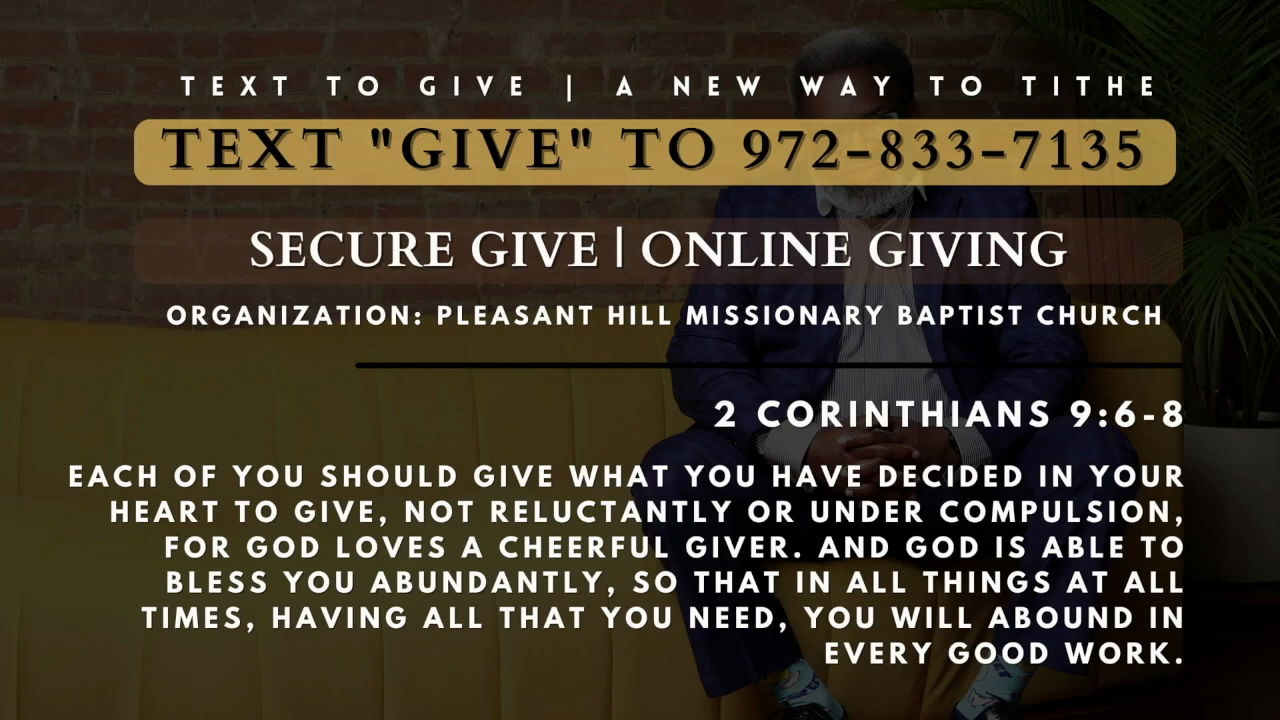 TEXT TO GIVE | A NEW WAY TO TITHE
TEXT "GIVE" TO 972-833-7135
SECURE GIVE | ONLINE GIVING
ORGANIZATION: PLEASANT HILL MISSIONARY BAPTIST CHURCH
2 CORINTHIANS 9:6-8
EACH OF YOU SHOULD GIVE WHAT YOU HAVE DECIDED IN YOUR
HEART TO GIVE, NOT RELUCTANTLY OR UNDER COMPULSION,
FOR GOD LOVES A CHEERFUL GIVER. AND GOD IS ABLE TO
BLESS YOU ABUNDANTLY, SO THAT IN ALL THINGS AT ALL
TIMES, HAVING ALL THAT YOU NEED, YOU WILL ABOUND IN
EVERY GOOD WORK.